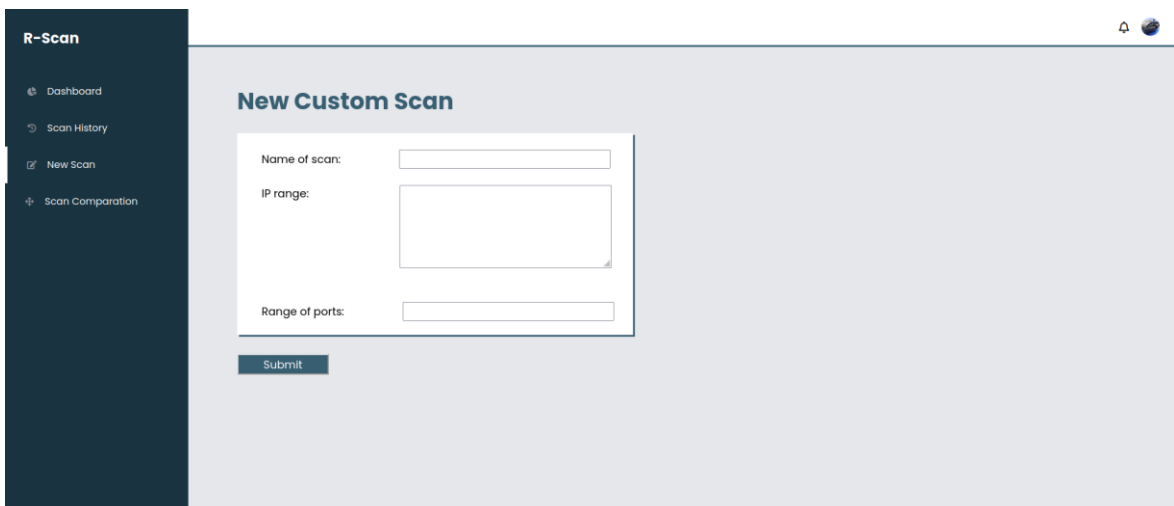 R-Scan
Dashboard
Scan History
New Scan
Scan Comparation
New Custom Scan
Name of scan:
IP range:
Range of ports:
Submit